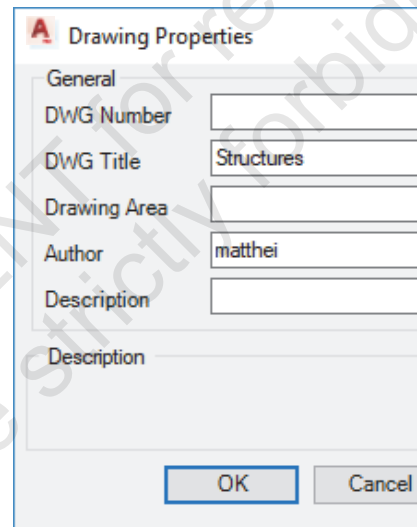 Drawing Properties
General
DWG Number
DWG Title Structures
Drawing Area
Author matthei
Description
Description
OK Cancel